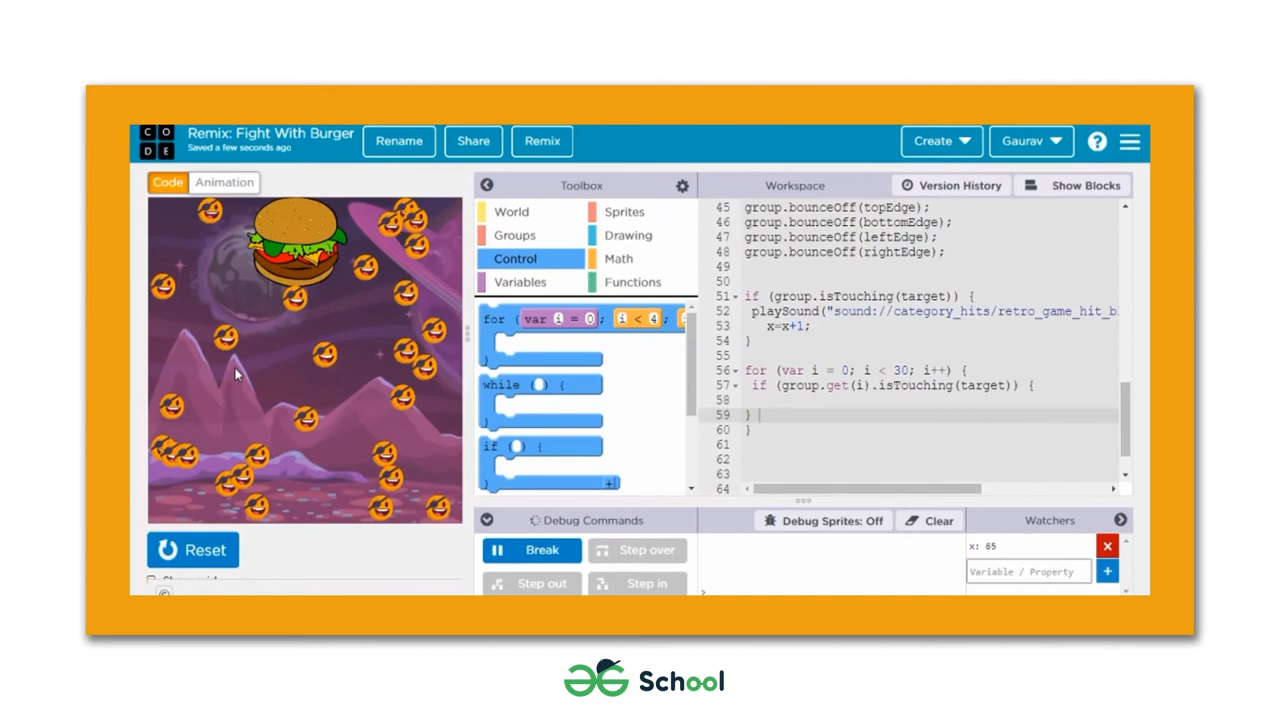 C O
D E
Remix: Fight With Burger
Saved a few seconds ago
Rename
Share
Remix
Create
Gaurav
?
Code
Animation
Toolbox
World
Sprites
Groups
Drawing
Control
Math
Variables
Functions
for ( var i = 0 ; i < 4 ;
}
while ( ) {
}
if ( ) {
}
Workspace
Version History
Show Blocks
45 group.bounceOff(topEdge);
46 group.bounceOff(bottomEdge);
47 group.bounceOff(leftEdge);
48 group.bounceOff(rightEdge);
49
50
51 if (group.isTouching(target)) {
52 playSound("sound://category_hits/retro_game_hit_b
53 x=x+1;
54 }
55
56 for (var i = 0; i < 30; i++) {
57 if (group.get(i).isTouching(target)) {
58
59 }
60 }
61
62
63
64
Reset
Debug Commands
Break
Step over
Step out
Step in
Debug Sprites: Off
Clear
Watchers
x: 65
Variable / Property
School